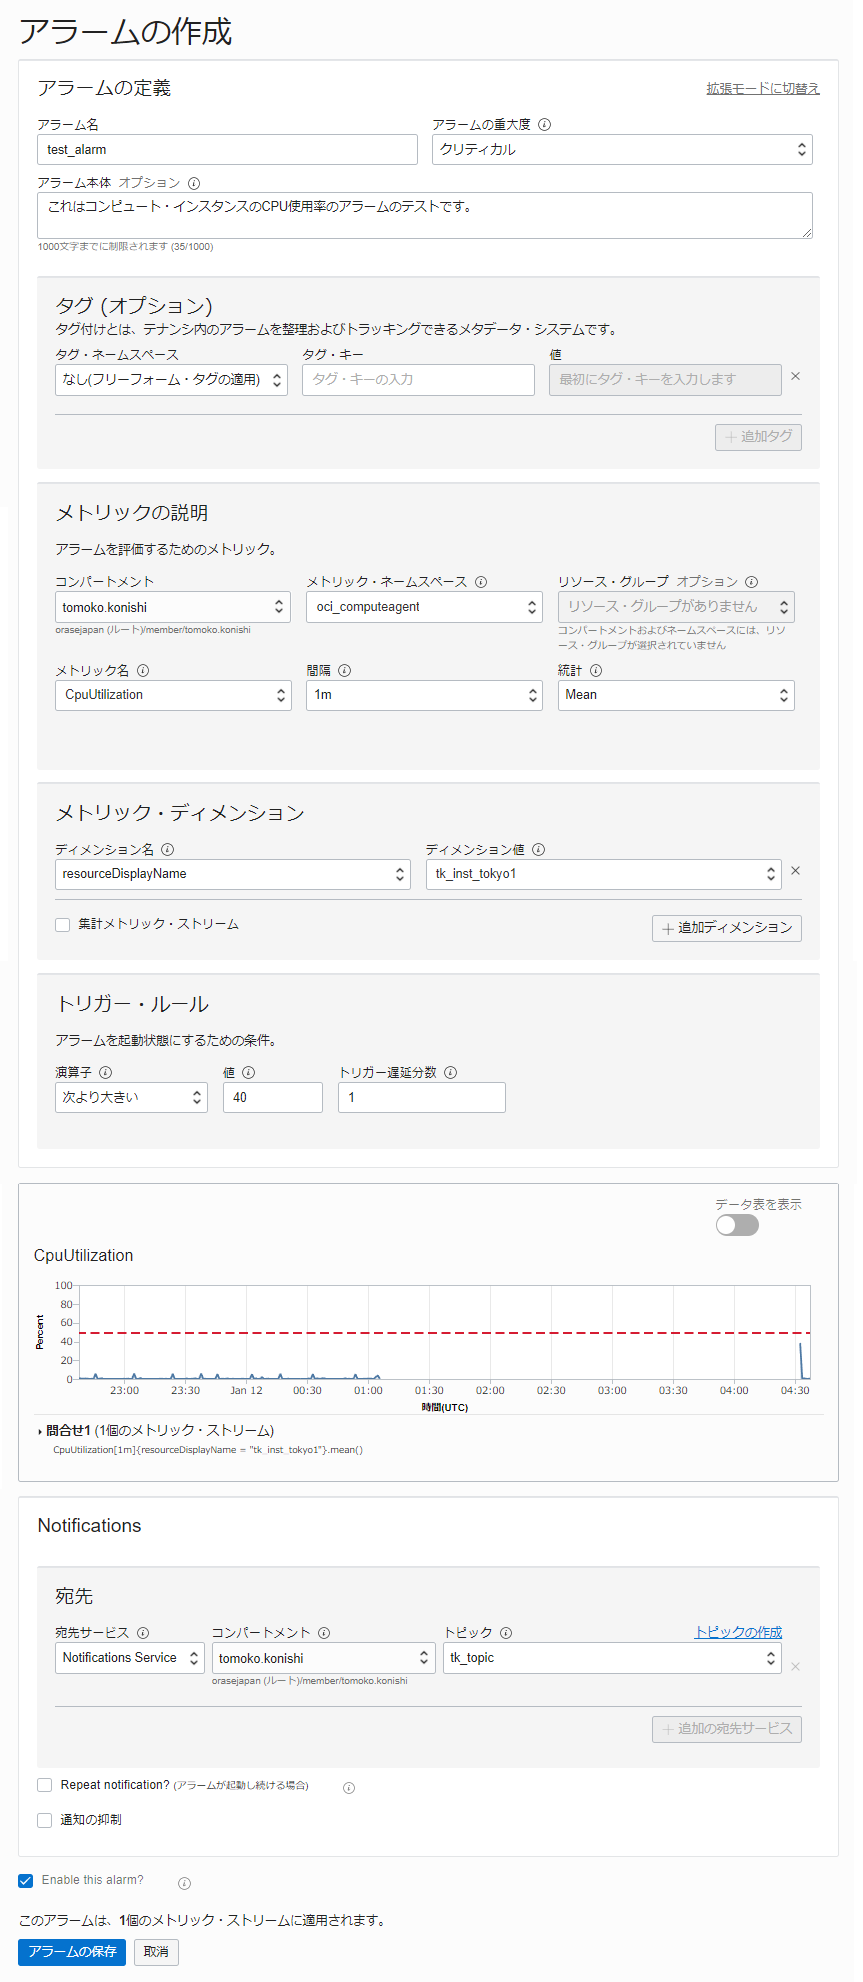 アラームの作成
アラームの定義
拡張モードに切替え
アラーム名
アラームの重大度
test_alarm
クリティカル
アラーム本体 オプション
これはコンピュート・インスタンスのCPU使用率のアラームのテストです。
1000文字までに制限されます (35/1000)
タグ (オプション)
タグ付けとは、テナンシ内のアラームを整理およびトラッキングできるメタデータ・システムです。
タグ・ネームスペース
タグ・キー
値
なし(フリーフォーム・タグの適用)
タグ・キーの入力
最初にタグ・キーを入力します
+ 追加タグ
メトリックの説明
アラームを評価するためのメトリック。
コンパートメント
メトリック・ネームスペース
リソース・グループ オプション
tomoko.konishi
oci_computeagent
リソース・グループがありません
orasejapan (ルート)/member/tomoko.konishi
コンパートメントおよびネームスペースには、リソ
ース・グループが選択されていません
メトリック名
間隔
統計
CpuUtilization
1m
Mean
メトリック・ディメンション
ディメンション名
ディメンション値
resourceDisplayName
tk_inst_tokyo1
集計メトリック・ストリーム
+ 追加ディメンション
トリガー・ルール
アラームを起動状態にするための条件。
演算子
値
トリガー遅延分数
次より大きい
40
1
データ表を表示
CpuUtilization
Percent
100
80
60
40
20
0
23:00 23:30 Jan 12 00:30 01:00 01:30 02:00 02:30 03:00 03:30 04:00 04:30
時間(UTC)
問合せ1 (1個のメトリック・ストリーム)
CpuUtilization[1m]{resourceDisplayName = "tk_inst_tokyo1"}.mean()
Notifications
宛先
宛先サービス
コンパートメント
トピック
トピックの作成
Notifications Service
tomoko.konishi
tk_topic
orasejapan (ルート)/member/tomoko.konishi
+ 追加の宛先サービス
Repeat notification? (アラームが起動し続ける場合)
通知の抑制
Enable this alarm?
このアラームは、1個のメトリック・ストリームに適用されます。
アラームの保存
取消